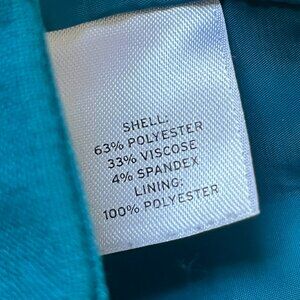 SHELL:
63% POLYESTER
33% VISCOSE
4% SPANDEX
LINING:
100% POLYESTER